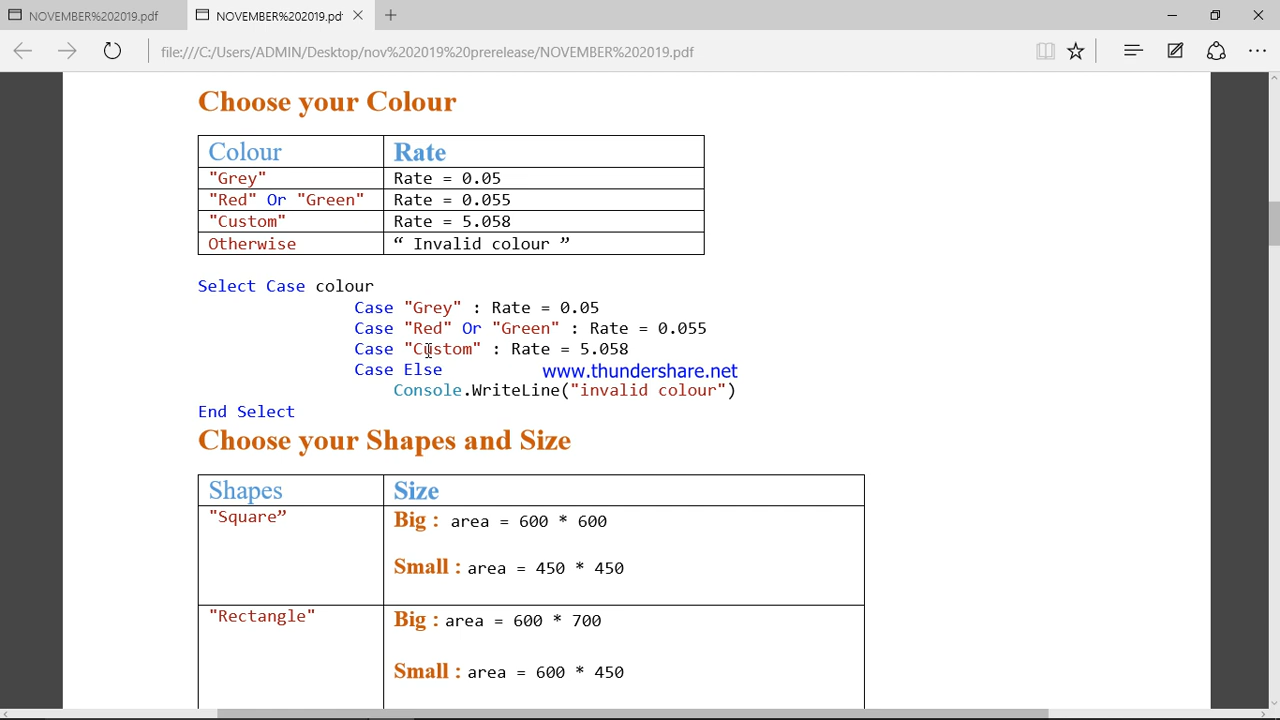 NOVEMBER%202019.pdf
NOVEMBER%202019.pd
file:///C:/Users/ADMIN/Desktop/nov%202019%20prerelease/NOVEMBER%202019.pdf
Choose your Colour
Colour Rate
"Grey" Rate = 0.05
"Red" Or "Green" Rate = 0.055
"Custom" Rate = 5.058
Otherwise “ Invalid colour ”
Select Case colour
Case "Grey" : Rate = 0.05
Case "Red" Or "Green" : Rate = 0.055
Case "Custom" : Rate = 5.058
Case Else
www.thundershare.net
Console.WriteLine("invalid colour")
End Select
Choose your Shapes and Size
Shapes Size
"Square” Big : area = 600 * 600
Small : area = 450 * 450
"Rectangle" Big : area = 600 * 700
Small : area = 600 * 450